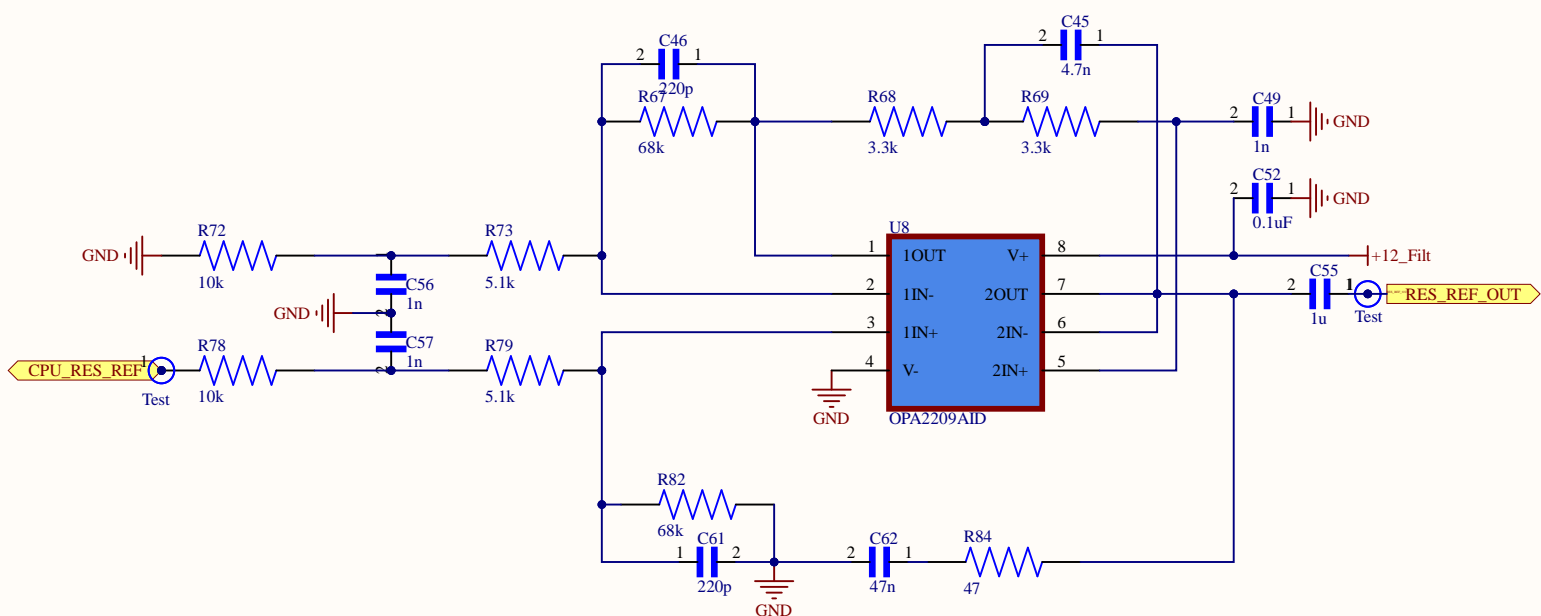 C46
2 1
220p
R67
68k
C45
2 1
4.7n
R68
3.3k
R69
3.3k
C49
2 1
1n
GND
C52
2 1
0.1uF
GND
GND
R72
10k
R73
5.1k
1
C56
1n
2
GND
C57
1n
2
CPU_RES_REF
1
Test
R78
10k
R79
5.1k
U8
1 1OUT V+ 8
2 1IN- 2OUT 7
3 1IN+ 2IN- 6
4 V- 2IN+ 5
OPA2209AID
GND
+12_Filt
C55
2 1
1u
Test
RES_REF_OUT
R82
68k
C61
1 2
220p
GND
C62
2 1
47n
R84
47